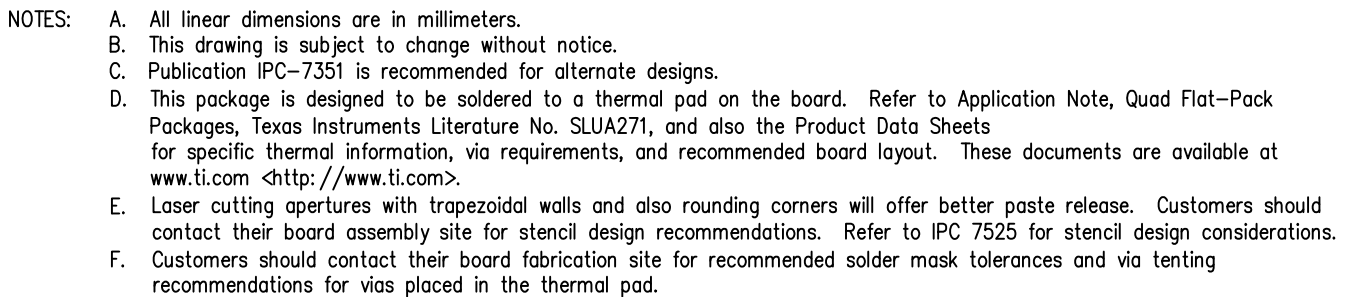 NOTES: A. All linear dimensions are in millimeters.
B. This drawing is subject to change without notice.
C. Publication IPC-7351 is recommended for alternate designs.
D. This package is designed to be soldered to a thermal pad on the board. Refer to Application Note, Quad Flat-Pack
Packages, Texas Instruments Literature No. SLUA271, and also the Product Data Sheets
for specific thermal information, via requirements, and recommended board layout. These documents are available at
www.ti.com <http://www.ti.com>.
E. Laser cutting apertures with trapezoidal walls and also rounding corners will offer better paste release. Customers should
contact their board assembly site for stencil design recommendations. Refer to IPC 7525 for stencil design considerations.
F. Customers should contact their board fabrication site for recommended solder mask tolerances and via tenting
recommendations for vias placed in the thermal pad.